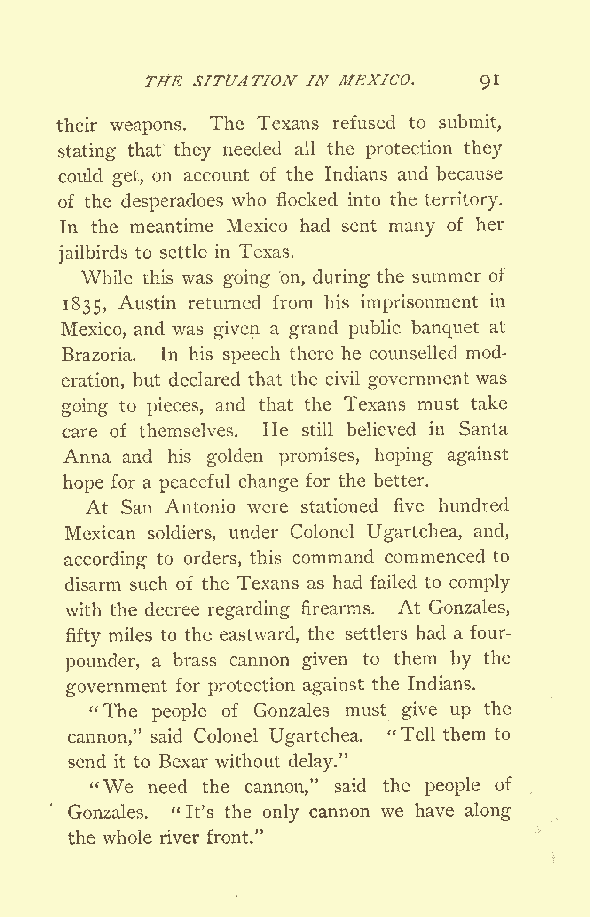 THE SITUATION IN MEXICO. 91
their weapons. The Texans refused to submit,
stating that they needed all the protection they
could get, on account of the Indians and because
of the desperadoes who flocked into the territory.
In the meantime Mexico had sent many of her
jailbirds to settle in Texas.
While this was going on, during the summer of
1835, Austin returned from his imprisonment in
Mexico, and was given a grand public banquet at
Brazoria. In his speech there he counselled mod-
eration, but declared that the civil government was
going to pieces, and that the Texans must take
care of themselves. He still believed in Santa
Anna and his golden promises, hoping against
hope for a peaceful change for the better.
At San Antonio were stationed five hundred
Mexican soldiers, under Colonel Ugartchea, and,
according to orders, this command commenced to
disarm such of the Texans as had failed to comply
with the decree regarding firearms. At Gonzales,
fifty miles to the eastward, the settlers had a four-
pounder, a brass cannon given to them by the
government for protection against the Indians.
"The people of Gonzales must give up the
cannon," said Colonel Ugartchea. "Tell them to
send it to Bexar without delay."
"We need the cannon," said the people of
Gonzales. "It's the only cannon we have along
the whole river front."